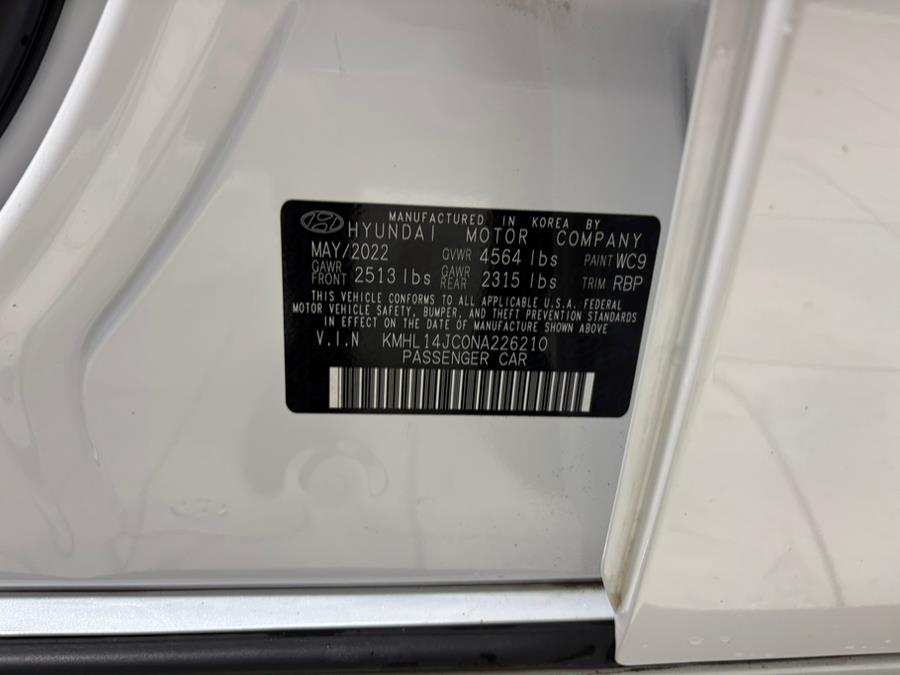 MANUFACTURED IN KOREA BY
HYUNDAI MOTOR COMPANY
MAY/2022 GVWR 4564 lbs PAINT WC9
GAWR FRONT 2513 lbs GAWR REAR 2315 lbs TRIM RBP
THIS VEHICLE CONFORMS TO ALL APPLICABLE U.S.A. FEDERAL
MOTOR VEHICLE SAFETY, BUMPER, AND THEFT PREVENTION STANDARDS
IN EFFECT ON THE DATE OF MANUFACTURE SHOWN ABOVE
V.I.N KMHL14JC0NA226210
PASSENGER CAR